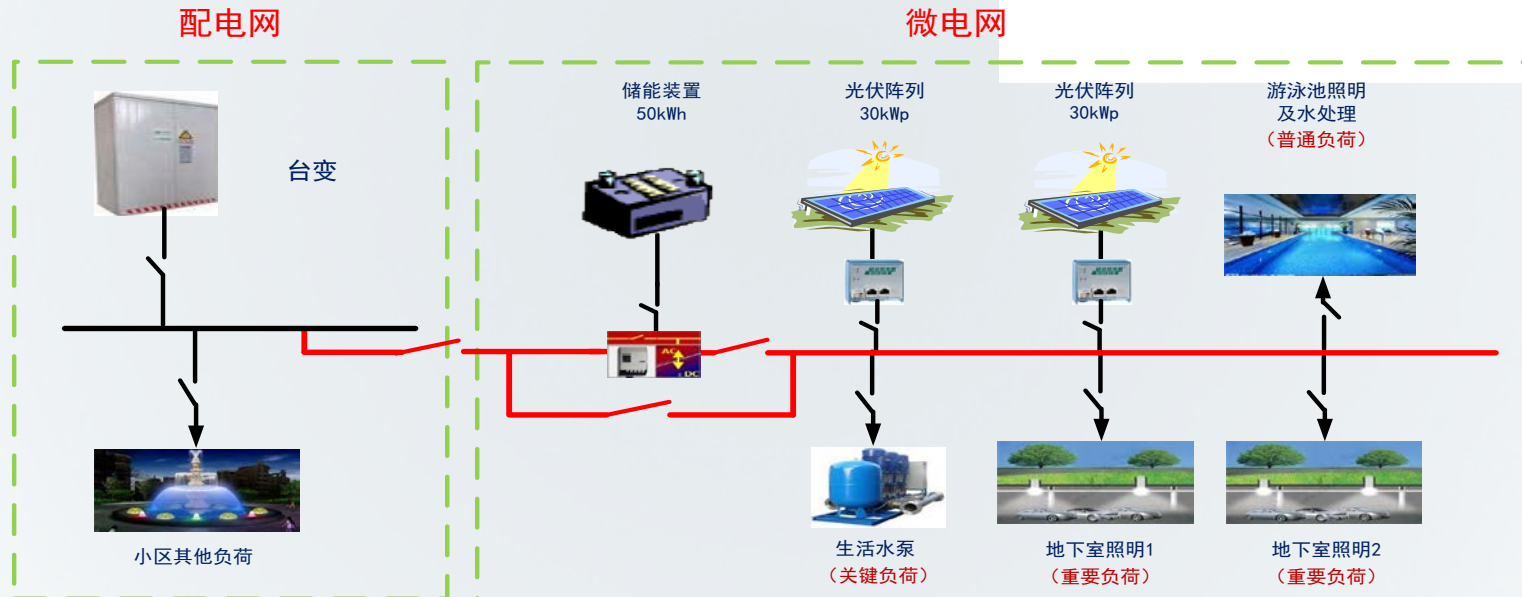 配电网
微电网
台变
储能装置
50kWh
光伏阵列
30kWp
光伏阵列
30kWp
游泳池照明
及水处理
（普通负荷）
AC
DC
小区其他负荷
生活水泵
（关键负荷）
地下室照明1
（重要负荷）
地下室照明2
（重要负荷）